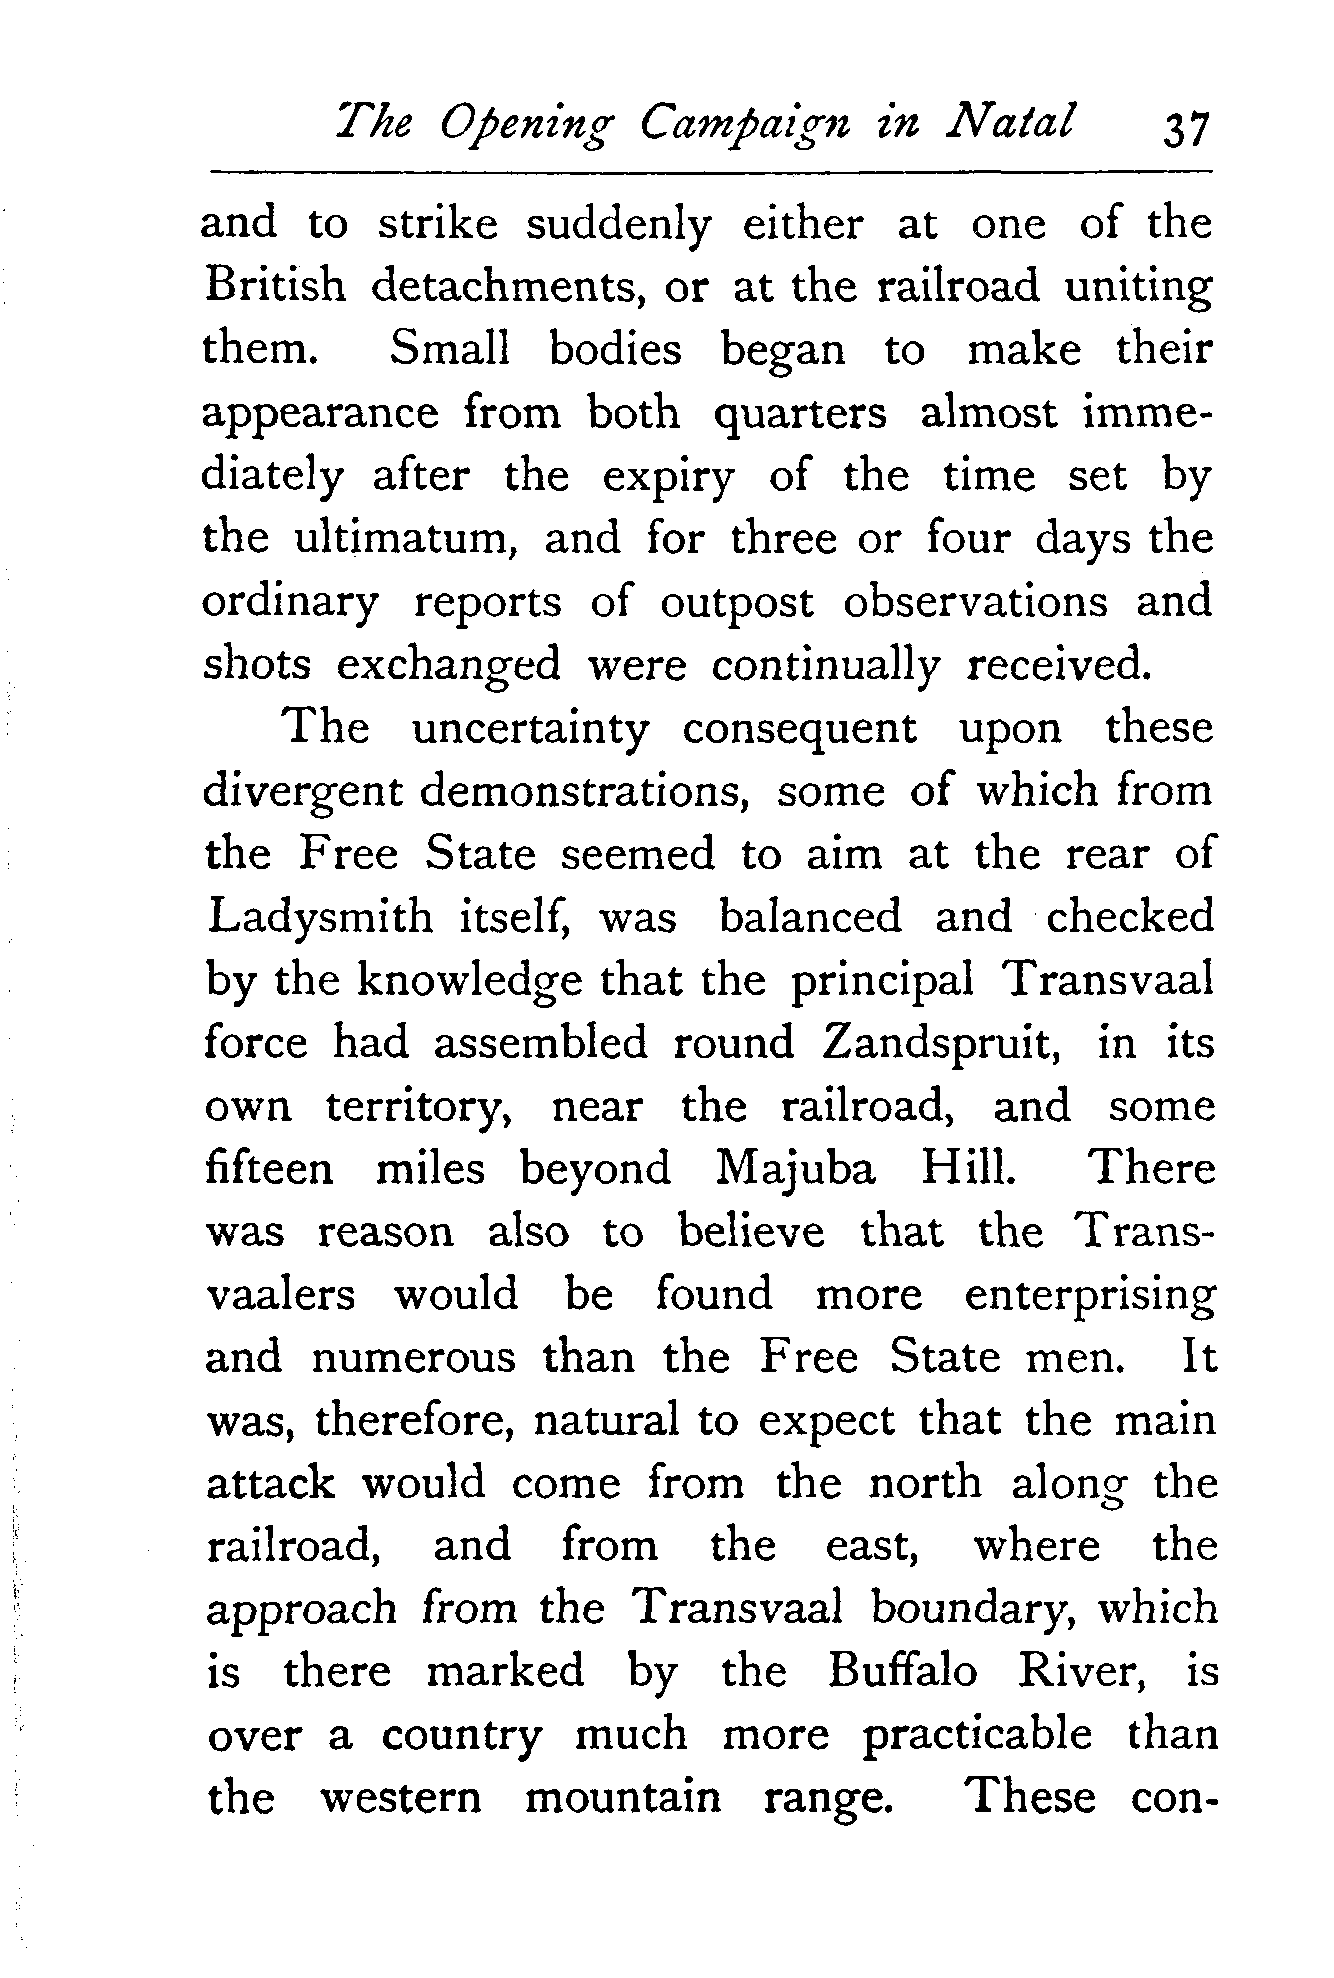 The Opening Campaign in Natal 37
and to strike suddenly either at one of the
British detachments, or at the railroad uniting
them. Small bodies began to make their
appearance from both quarters almost imme-
diately after the expiry of the time set by
the ultimatum, and for three or four days the
ordinary reports of outpost observations and
shots exchanged were continually received.
The uncertainty consequent upon these
divergent demonstrations, some of which from
the Free State seemed to aim at the rear of
Ladysmith itself, was balanced and checked
by the knowledge that the principal Transvaal
force had assembled round Zandspruit, in its
own territory, near the railroad, and some
fifteen miles beyond Majuba Hill. There
was reason also to believe that the Trans-
vaalers would be found more enterprising
and numerous than the Free State men. It
was, therefore, natural to expect that the main
attack would come from the north along the
railroad, and from the east, where the
approach from the Transvaal boundary, which
is there marked by the Buffalo River, is
over a country much more practicable than
the western mountain range. These con-